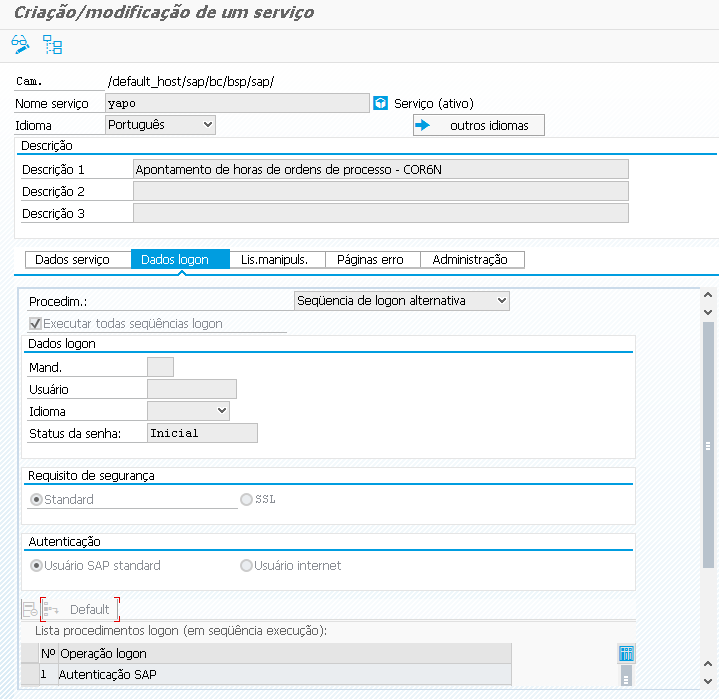 Criação/modificação de um serviço
Cam. /default_host/sap/bc/bsp/sap/
Nome serviço yapo Serviço (ativo)
Idioma Português outros idiomas
Descrição
Descrição 1 Apontamento de horas de ordens de processo - COR6N
Descrição 2
Descrição 3
Dados serviço Dados logon Lis.manipuls. Páginas erro Administração
Procedim.: Seqüencia de logon alternativa
Executar todas seqüências logon
Dados logon
Mand.
Usuário
Idioma
Status da senha: Inicial
Requisito de segurança
Standard SSL
Autenticação
Usuário SAP standard Usuário internet
Default
Lista procedimentos logon (em seqüência execução):
Nº Operação logon
1 Autenticação SAP